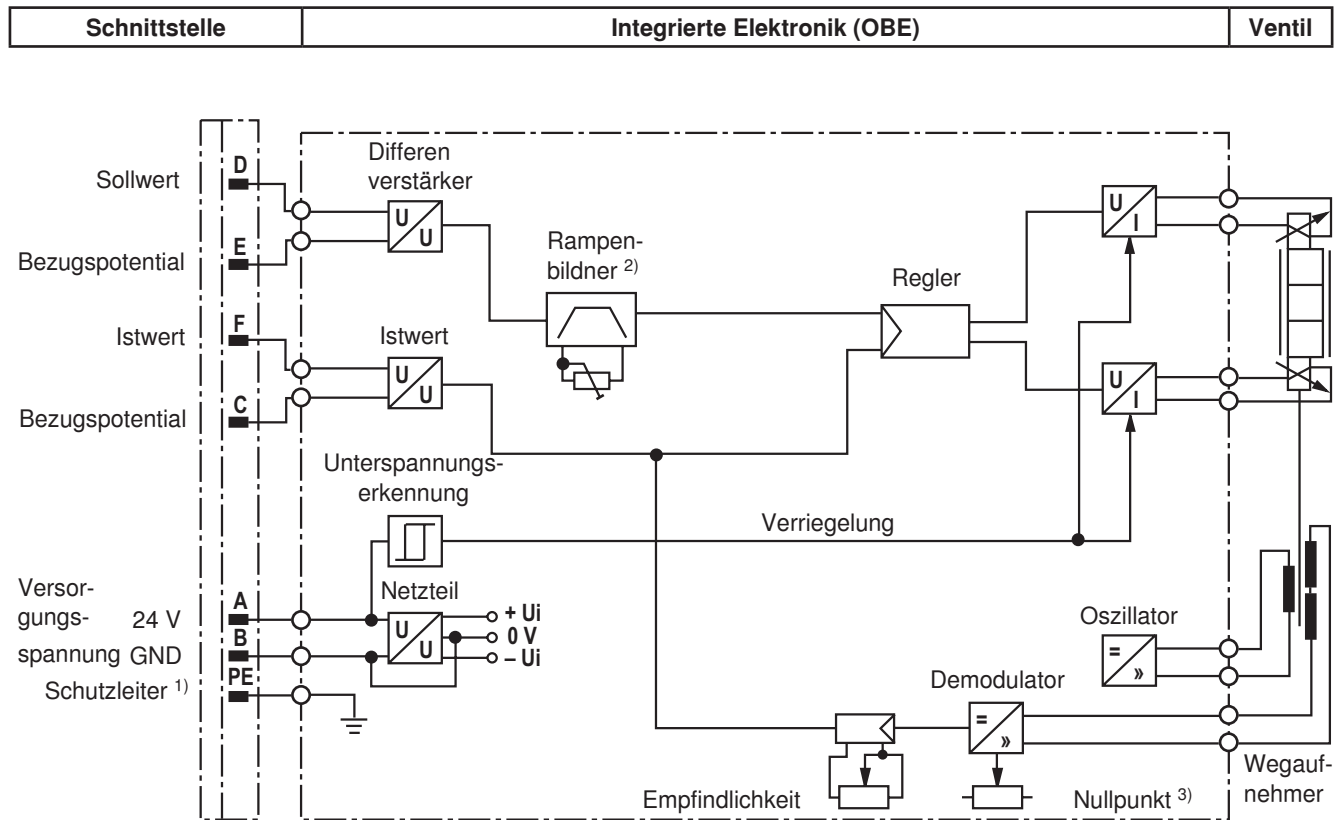 Schnittstelle
Integrierte Elektronik (OBE)
Ventil
Differen
verstärker
D
Sollwert
U
U
U
I
E
Bezugspotential
Rampen-
bildner 2)
Regler
F
Istwert
Istwert
U
U
U
I
C
Bezugspotential
Unterspannungs-
erkennung
Verriegelung
Netzteil
Versor-
gungs-
spannung
24 V
GND
A
B
PE
Schutzleiter 1)
U
U
+ Ui
0 V
– Ui
Oszillator
=
»
Demodulator
=
»
Empfindlichkeit
Nullpunkt 3)
Wegauf-
nehmer